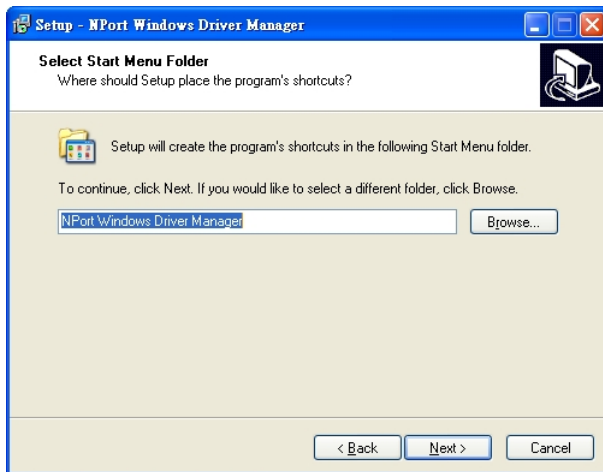 Setup - NPort Windows Driver Manager
Select Start Menu Folder
Where should Setup place the program's shortcuts?
Setup will create the program's shortcuts in the following Start Menu folder.
To continue, click Next. If you would like to select a different folder, click Browse.
NPort Windows Driver Manager
Browse...
< Back
Next >
Cancel